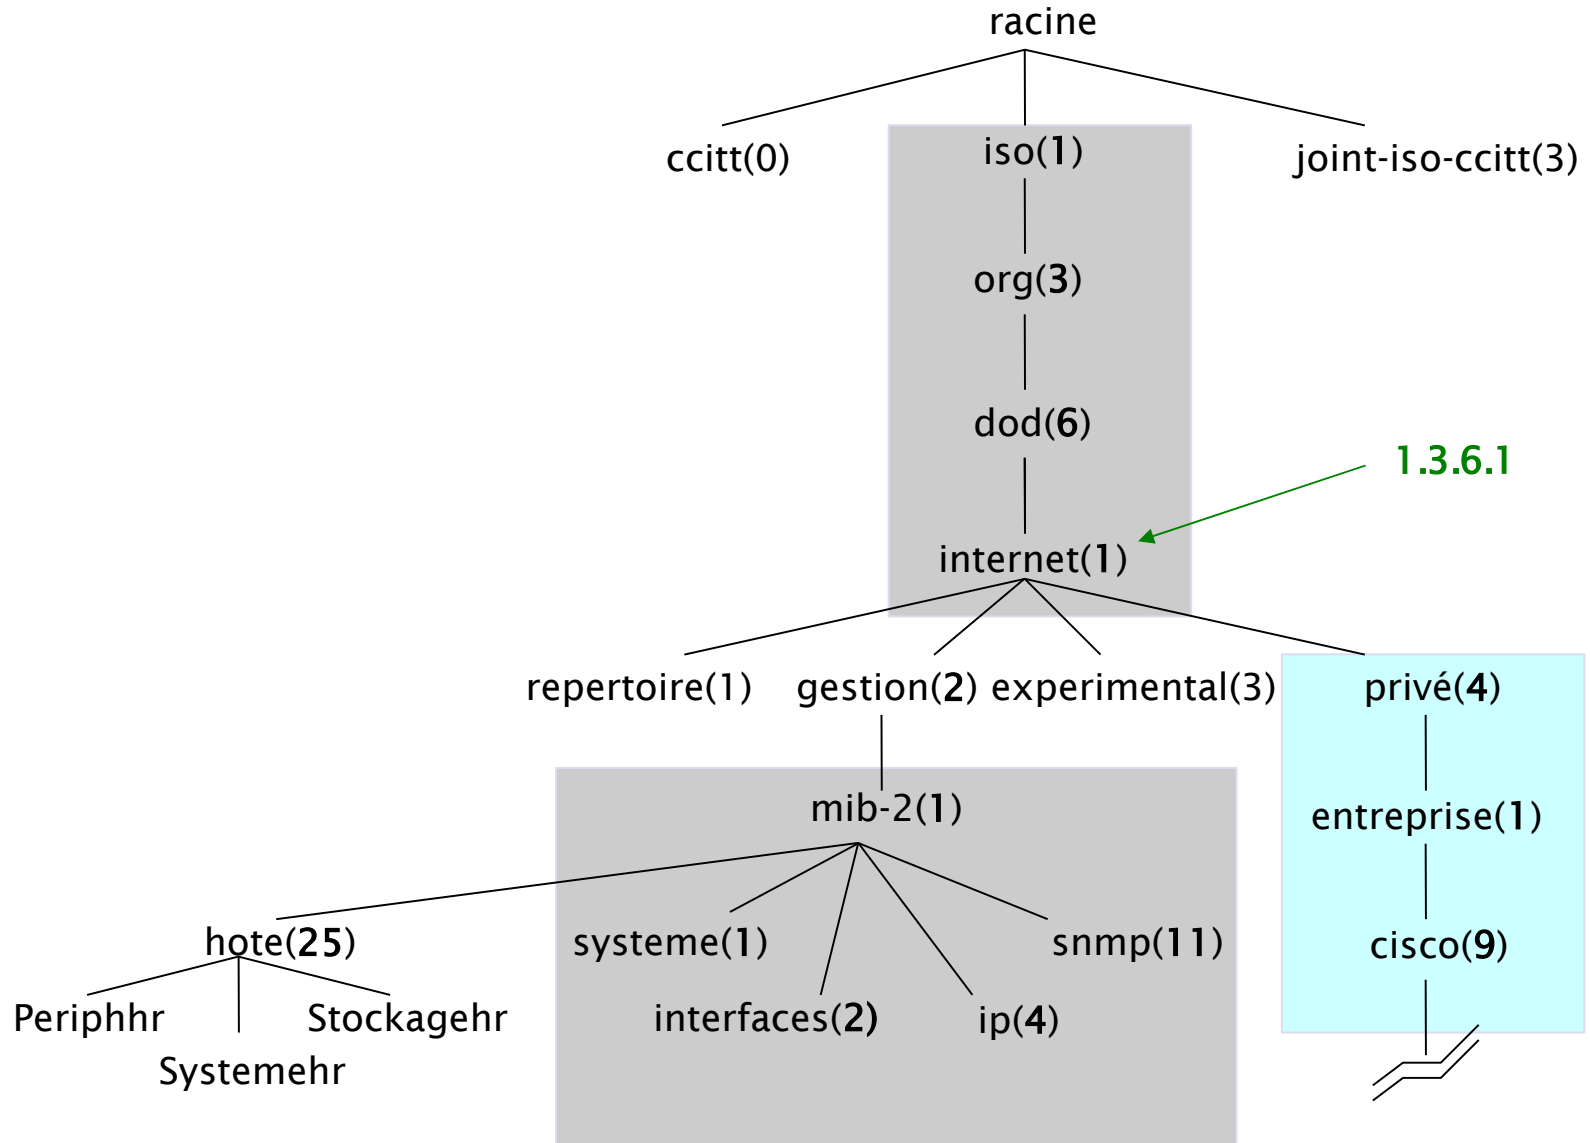 racine
ccitt(0)
iso(1)
joint-iso-ccitt(3)
org(3)
dod(6)
1.3.6.1
internet(1)
repertoire(1)
gestion(2)
experimental(3)
privé(4)
mib-2(1)
entreprise(1)
hote(25)
systeme(1)
snmp(11)
cisco(9)
Periphhr
Stockagehr
interfaces(2)
ip(4)
Systemehr